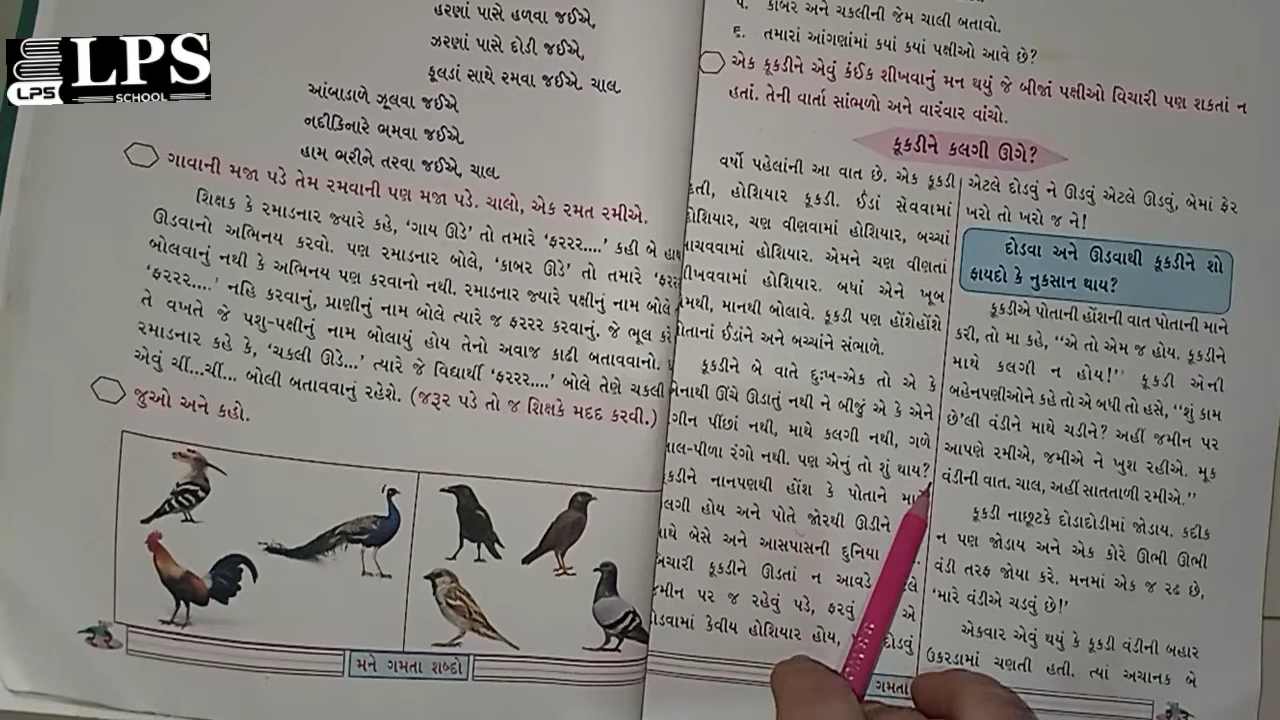 LPS
LPS
SCHOOL
હરણાં પાસે હળવા જઈએ,
ઝરણાં પાસે દોડી જઈએ,
ફૂલડાં સાથે રમવા જઈએ. ચાલ.
આંબાડાળે ઝૂલવા જઈએ
નદીકિનારે ભમવા જઈએ.
હામ ભરીને તરવા જઈએ, ચાલ.
ગાવાની મજા પડે તેમ રમવાની પણ મજા પડે. ચાલો, એક રમત રમીએ.
શિક્ષક કે રમાડનાર જ્યારે કહે, 'ગાય ઊડે' તો તમારે 'ફરરર....' કહી બે હાથ
ઊડવાનો અભિનય કરવો. પણ રમાડનાર બોલે, 'કાબર ઊડે' તો તમારે 'ફરર
બોલવાનું નથી કે અભિનય પણ કરવાનો નથી. રમાડનાર જ્યારે પક્ષીનું નામ બોલે
'ફરરર....' નહિ કરવાનું, પ્રાણીનું નામ બોલે ત્યારે જ ફરરર કરવાનું. જે ભૂલ કરે
તે વખતે જે પશુ-પક્ષીનું નામ બોલાયું હોય તેનો અવાજ કાઢી બતાવવાનો.
રમાડનાર કહે કે, 'ચકલી ઊડે...' ત્યારે જે વિદ્યાર્થી 'ફરરર....' બોલે તેણે ચકલી
એવું ચીં...ચીં... બોલી બતાવવાનું રહેશે. (જરૂર પડે તો જ શિક્ષકે મદદ કરવી.)
જુઓ અને કહો.
મને ગમતા શબ્દો
૫. કાબર અને ચકલીની જેમ ચાલી બતાવો.
૬. તમારાં આંગણાંમાં કયાં કયાં પક્ષીઓ આવે છે?
એક કૂકડીને એવું કંઈક શીખવાનું મન થયું જે બીજાં પક્ષીઓ વિચારી પણ શકતાં ન
હતાં. તેની વાર્તા સાંભળો અને વારંવાર વાંચો.
કૂકડીને કલગી ઊગે?
વર્ષો પહેલાંની આ વાત છે. એક કૂકડી
હતી, હોશિયાર કૂકડી. ઈંડાં સેવવામાં
હોશિયાર, ચણ વીણવામાં હોશિયાર, બચ્ચાં
સાચવવામાં હોશિયાર. એમને ચણ વીણતાં
શીખવવામાં હોશિયાર. બધાં એને ખૂબ
પ્રેમથી, માનથી બોલાવે. કૂકડી પણ હોંશેહોંશે
પોતાનાં ઈંડાંને અને બચ્ચાંને સંભાળે.
કૂકડીને બે વાતે દુઃખ-એક તો એ કે
એનાથી ઊંચે ઊડાતું નથી ને બીજું એ કે એને
રંગીન પીંછાં નથી, માથે કલગી નથી, ગળે
લાલ-પીળા રંગો નથી. પણ એનું તો શું થાય?
કૂકડીને નાનપણથી હોંશ કે પોતાને મા
કલગી હોય અને પોતે જોરથી ઊડીને
માથે બેસે અને આસપાસની દુનિયા
બિચારી કૂકડીને ઊડતાં ન આવડે
જમીન પર જ રહેવું પડે, ફરવું એ
દોડવામાં કેવીય હોશિયાર હોય, દોડવું
એટલે દોડવું ને ઊડવું એટલે ઊડવું, બેમાં ફેર
ખરો તો ખરો જ ને!
દોડવા અને ઊડવાથી કૂકડીને શો
ફાયદો કે નુકસાન થાય?
કૂકડીએ પોતાની હોંશની વાત પોતાની માને
કરી, તો મા કહે, "એ તો એમ જ હોય. કૂકડીને
માથે કલગી ન હોય!" કૂકડી એની
બહેનપણીઓને કહે તો એ બધી તો હસે, "શું કામ
છે'લી વંડીને માથે ચડીને? અહીં જમીન પર
આપણે રમીએ, જમીએ ને ખુશ રહીએ. મૂક
વંડીની વાત. ચાલ, અહીં સાતતાળી રમીએ."
કૂકડી નાછૂટકે દોડાદોડીમાં જોડાય. કદીક
ન પણ જોડાય અને એક કોરે ઊભી ઊભી
વંડી તરફ જોયા કરે. મનમાં એક જ રઢ છે,
'મારે વંડીએ ચડવું છે!'
એકવાર એવું થયું કે કૂકડી વંડીની બહાર
ઉકરડામાં ચણતી હતી. ત્યાં અચાનક બે
ગમતા